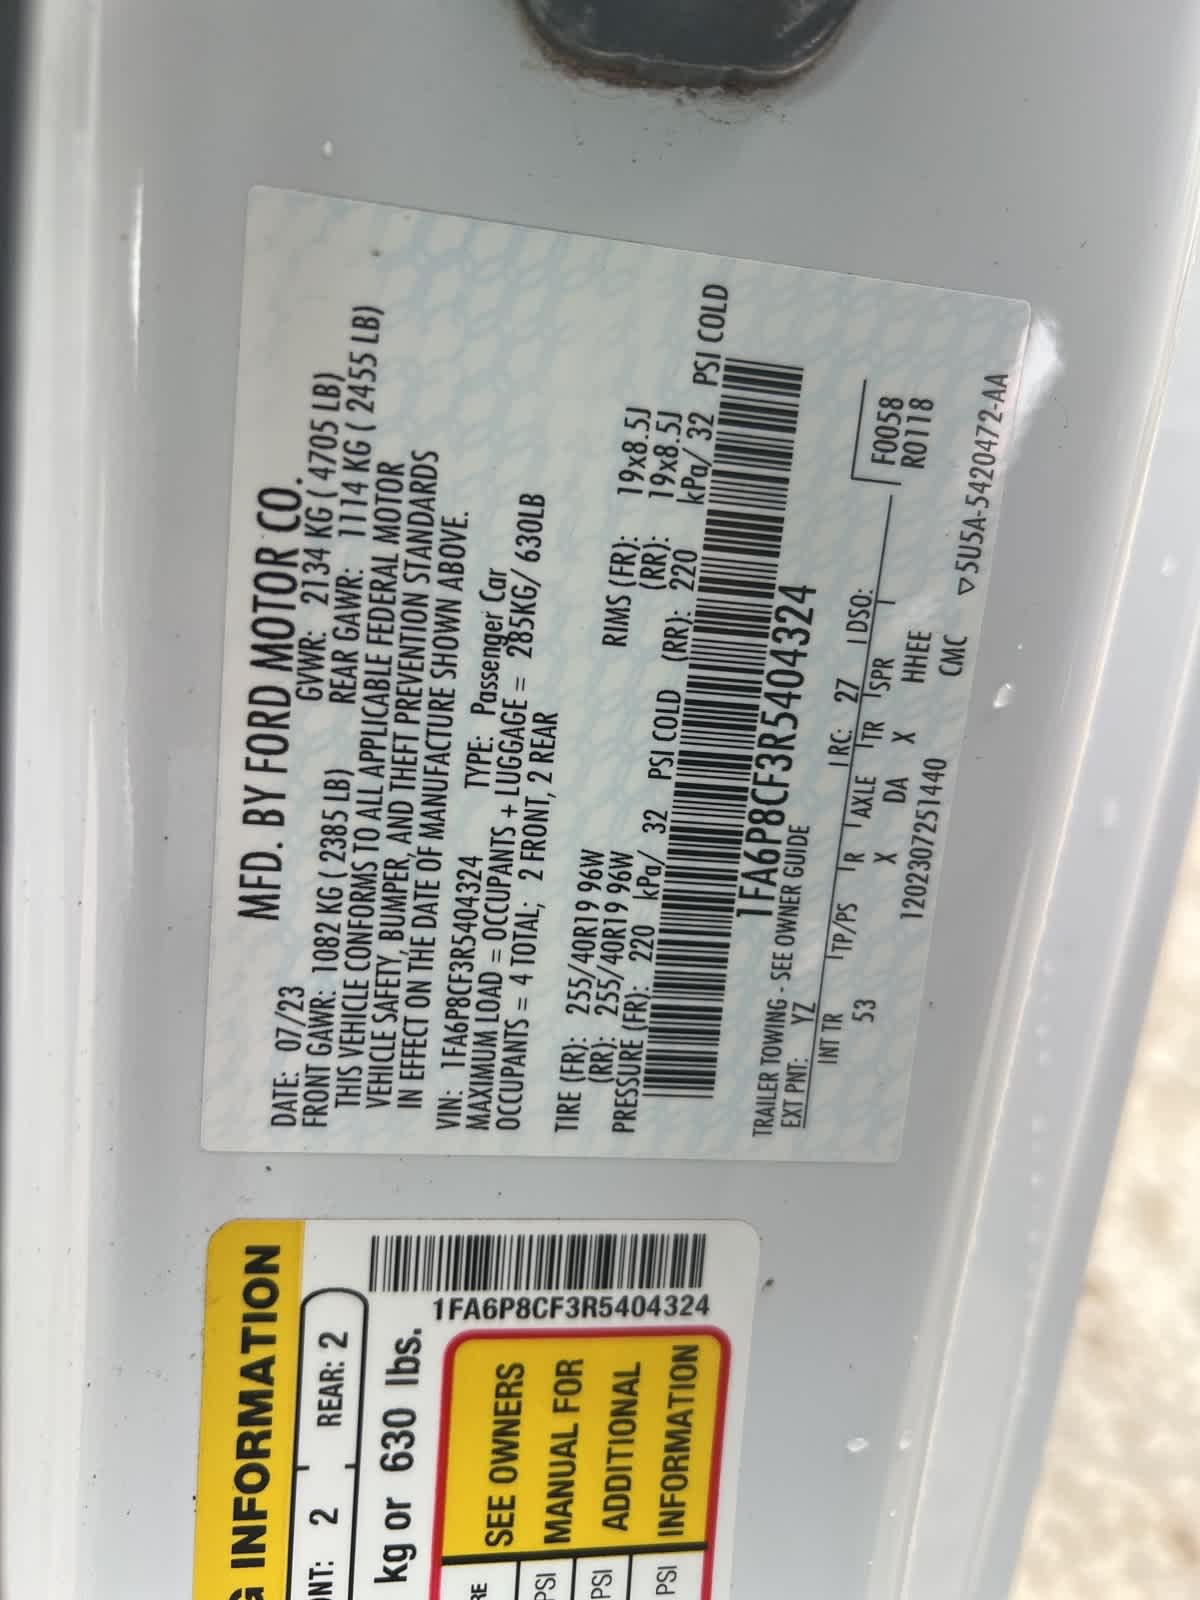 MFD. BY FORD MOTOR CO.
DATE: 07/23 GVWR: 2134 KG ( 4705 LB)
FRONT GAWR: 1082 KG ( 2385 LB) REAR GAWR: 1114 KG ( 2455 LB)
THIS VEHICLE CONFORMS TO ALL APPLICABLE FEDERAL MOTOR
VEHICLE SAFETY, BUMPER, AND THEFT PREVENTION STANDARDS
IN EFFECT ON THE DATE OF MANUFACTURE SHOWN ABOVE.
VIN: 1FA6P8CF3R5404324 TYPE: Passenger Car
MAXIMUM LOAD = OCCUPANTS + LUGGAGE = 285KG/ 630LB
OCCUPANTS = 4 TOTAL; 2 FRONT, 2 REAR
TIRE (FR): 255/40R19 96W RIMS (FR): 19x8.5J
(RR): 255/40R19 96W (RR): 19x8.5J
PRESSURE (FR): 220 kPa/ 32 PSI COLD (RR): 220 kPa/ 32 PSI COLD
1FA6P8CF3R5404324
TRAILER TOWING - SEE OWNER GUIDE
EXT PNT: YZ RC: 27 DSO:
INT TR TP/PS R AXLE TR SPR F0058
53 X DA X HHEE R0118
1202307251440 CMC ▽5U5A-5420472-AA
G INFORMATION
ONT: 2 REAR: 2
kg or 630 lbs.
1FA6P8CF3R5404324
RE SEE OWNERS
PSI MANUAL FOR
PSI ADDITIONAL
PSI INFORMATION